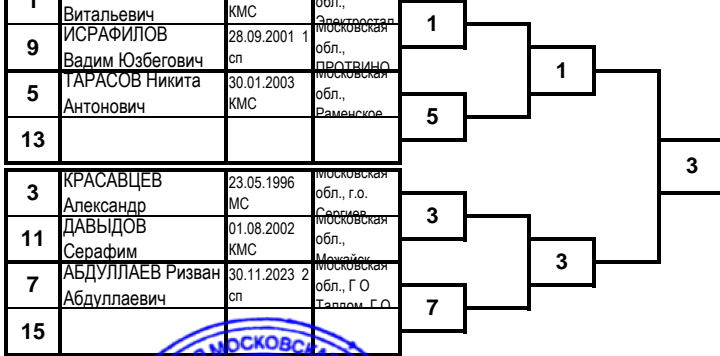 1 Витальевич КМС обл., Электростал 1
9 ИСРАФИЛОВ 28.09.2001 1 Московская
Вадим Юзбегович сп обл.,
ПРОТВИНО 1
5 ТАРАСОВ Никита 30.01.2003 Московская
Антонович КМС обл.,
Раменское 5
13
3
3 КРАСАВЦЕВ 23.05.1996 Московская
Александр МС обл., г.о.
Сергиев 3
11 ДАВЫДОВ 01.08.2002 Московская
Серафим КМС обл.,
Можайск 3
7 АБДУЛЛАЕВ Ризван 30.11.2023 2 Московская
Абдуллаевич сп обл., Г О
Талдом, Г.О 7
15
МОСКОВСКА